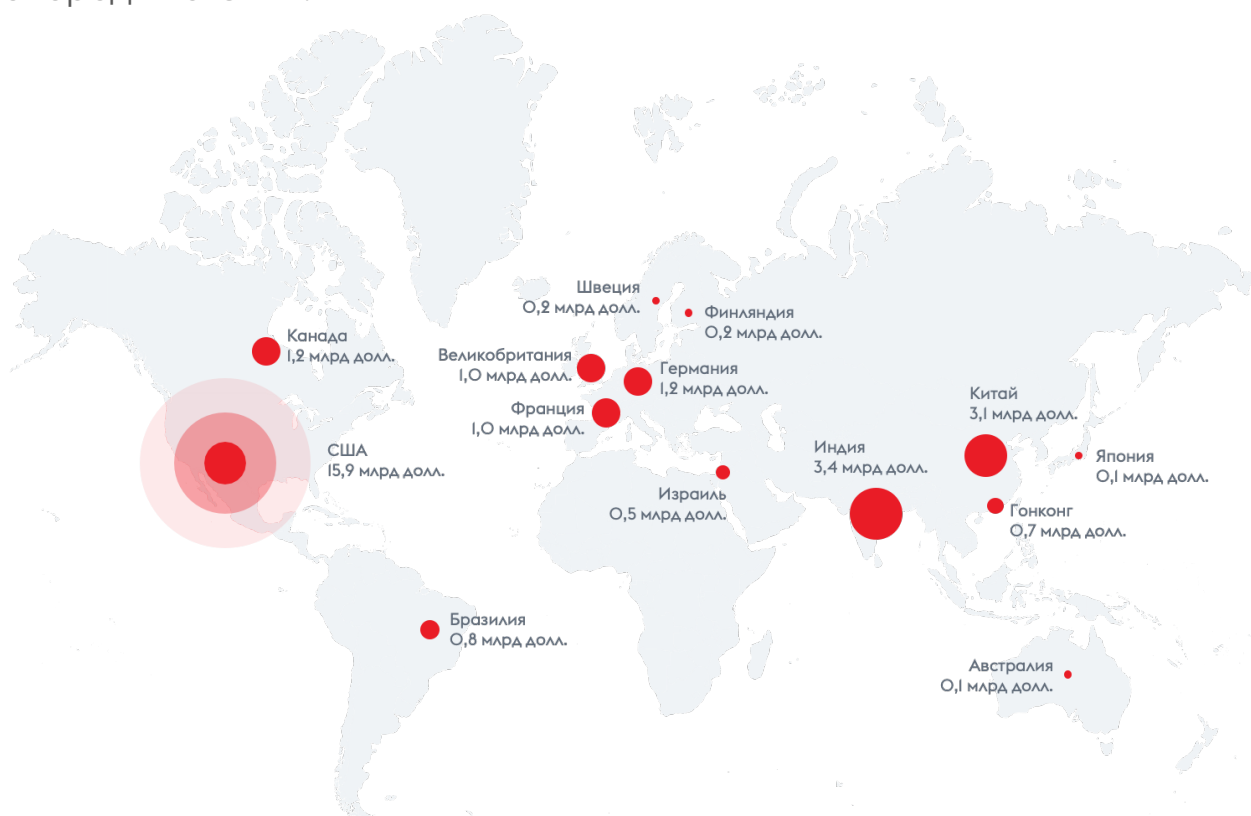 Швеция
0,2 млрд долл.
Финляндия
0,2 млрд долл.
Канада
1,2 млрд долл.
Великобритания
1,0 млрд долл.
Германия
1,2 млрд долл.
Франция
1,0 млрд долл.
Китай
3,1 млрд долл.
США
15,9 млрд долл.
Индия
3,4 млрд долл.
Япония
0,1 млрд долл.
Израиль
0,5 млрд долл.
Гонконг
0,7 млрд долл.
Бразилия
0,8 млрд долл.
Австралия
0,1 млрд долл.